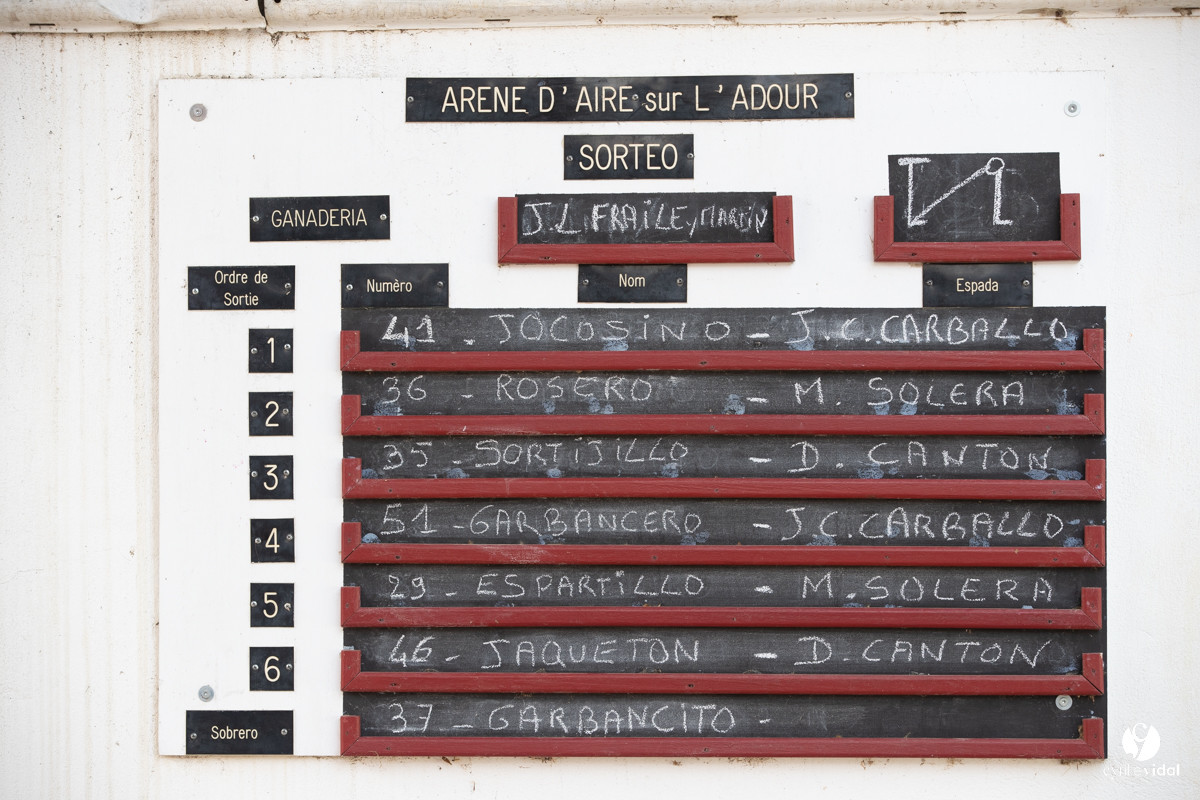 ARENE D'AIRE sur L'ADOUR
SORTEO
GANADERIA
J.L FRAILE y MARTIN
Ordre de
Sortie
Numèro
Nom
Espada
1 41. JOCOSINO - J.C. CARBALLO
2 36 - ROSERO - M. SOLERA
3 35 - SORTIJILLO - D. CANTON
4 51 - GARBANCERO - J.C. CARBALLO
5 29 - ESPARTILLO - M. SOLERA
6 46 - JAQUETON - D. CANTON
Sobrero 37 - GARBANCITO -
cyrilevidal